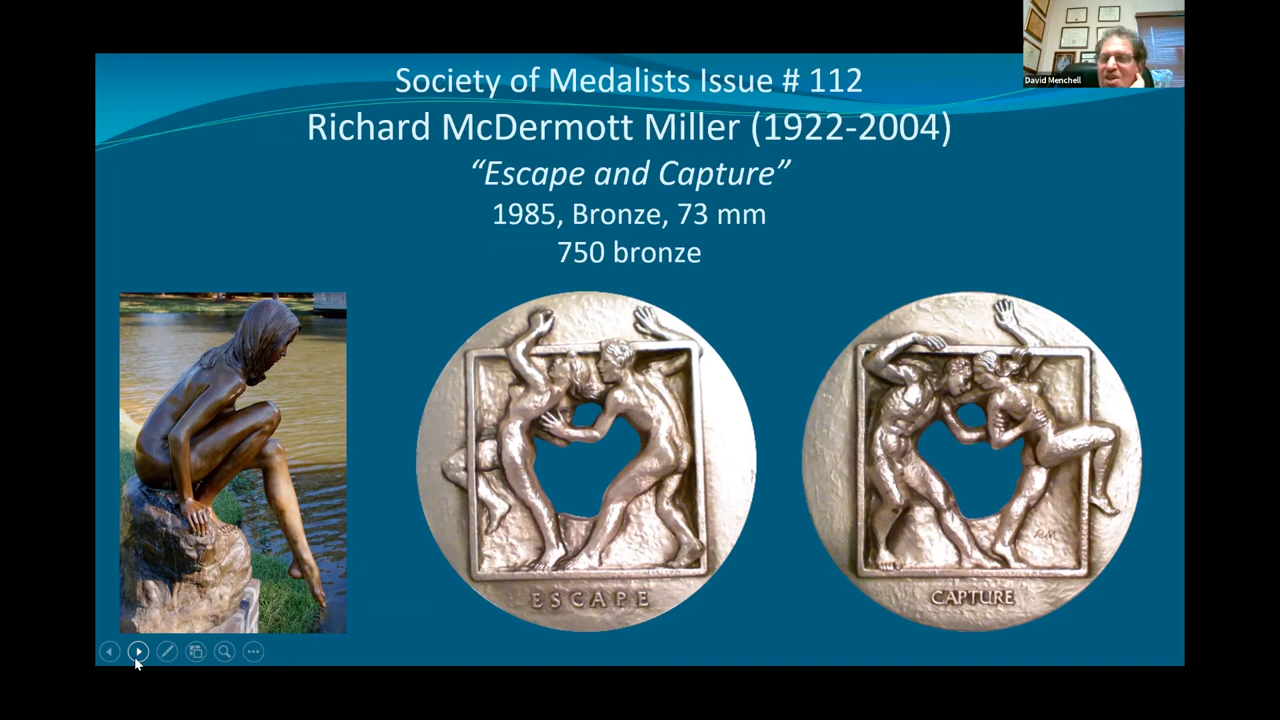 David Menchell
Society of Medalists Issue # 112
Richard McDermott Miller (1922-2004)
“Escape and Capture”
1985, Bronze, 73 mm
750 bronze
ESCAPE
CAPTURE
RM